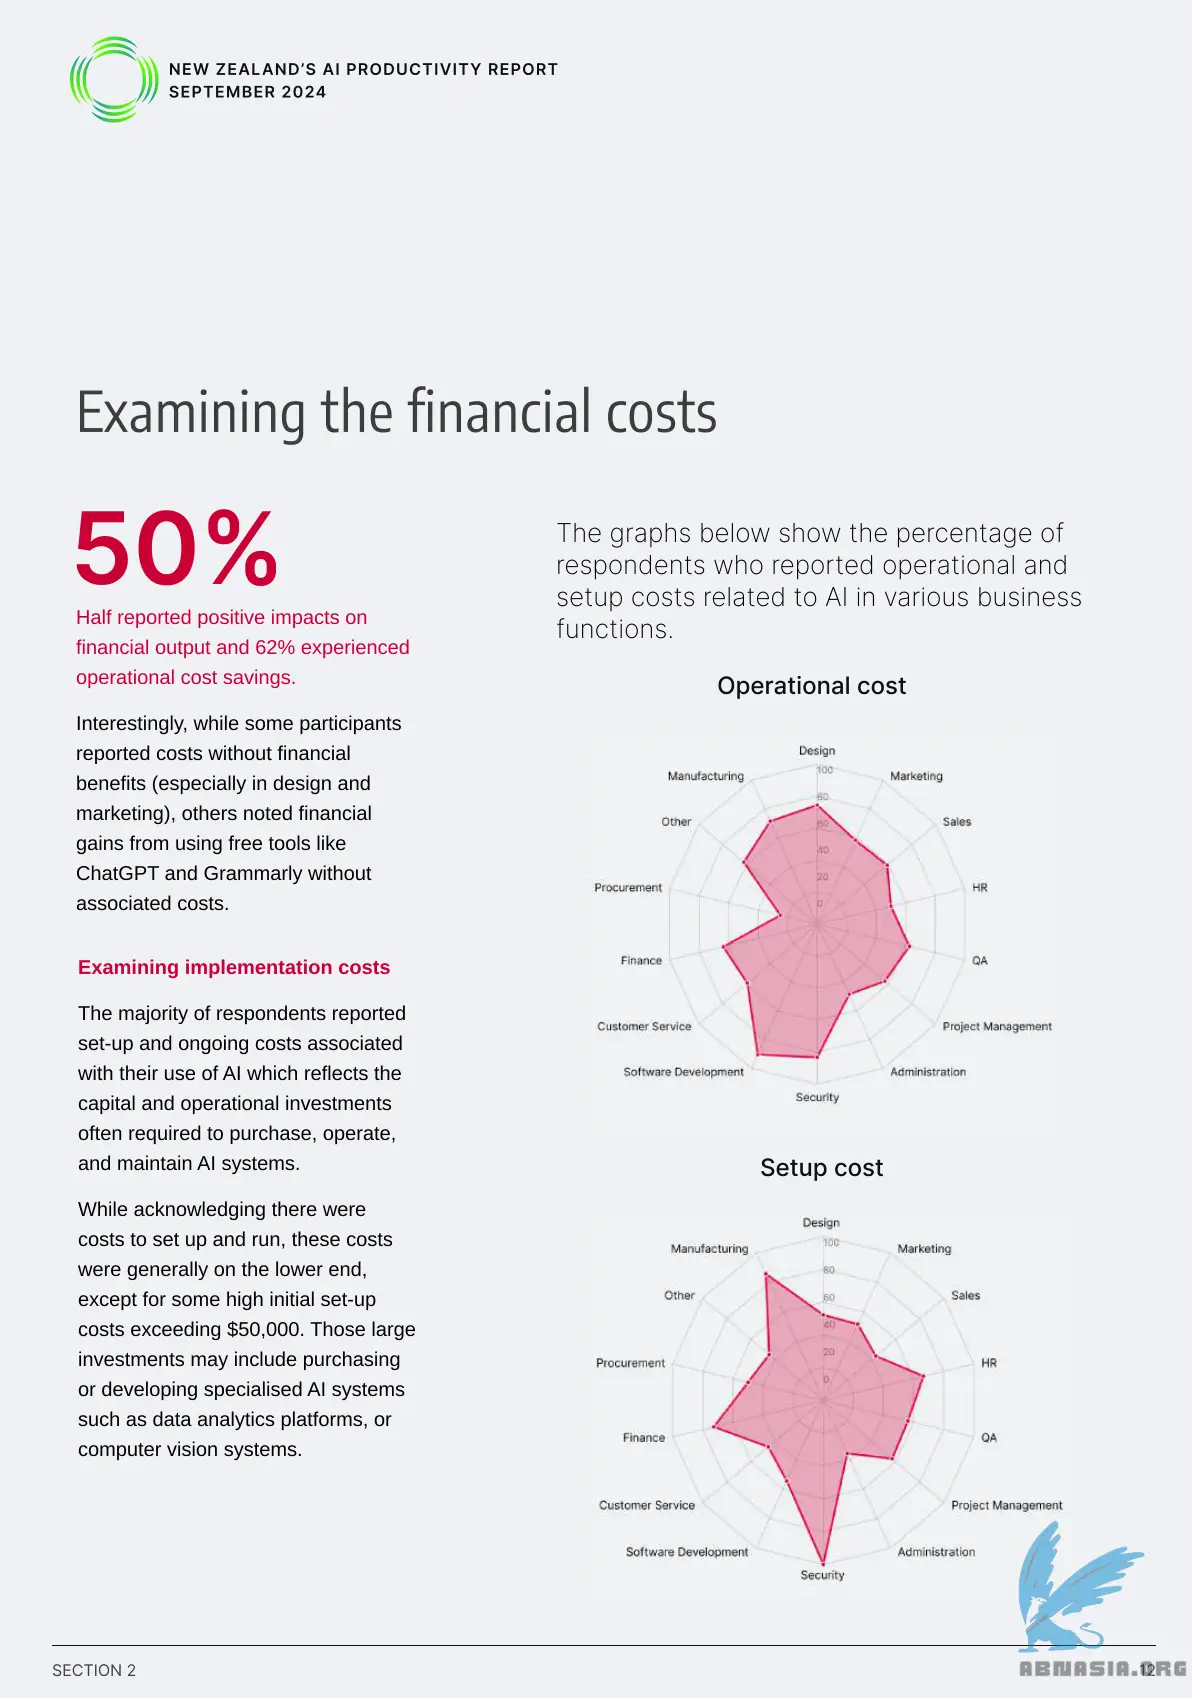 NEW ZEALAND'S AI PRODUCTIVITY REPORT
SEPTEMBER 2024
Examining the financial costs
50%
Half reported positive impacts on
financial output and 62% experienced
operational cost savings.
Interestingly, while some participants
reported costs without financial
benefits (especially in design and
marketing), others noted financial
gains from using free tools like
ChatGPT and Grammarly without
associated costs.
Examining implementation costs
The majority of respondents reported
set-up and ongoing costs associated
with their use of AI which reflects the
capital and operational investments
often required to purchase, operate,
and maintain AI systems.
While acknowledging there were
costs to set up and run, these costs
were generally on the lower end,
except for some high initial set-up
costs exceeding $50,000. Those large
investments may include purchasing
or developing specialised AI systems
such as data analytics platforms, or
computer vision systems.
The graphs below show the percentage of
respondents who reported operational and
setup costs related to AI in various business
functions.
Operational cost
Design
100
Manufacturing
Marketing
80
Other
60
Sales
40
20
Procurement
HR
0
Finance
QA
Customer Service
Project Management
Software Development
Administration
Security
Setup cost
Design
100
Manufacturing
Marketing
80
Other
60
Sales
40
20
Procurement
HR
0
Finance
QA
Customer Service
Project Management
Software Development
Administration
Security
SECTION 2
12
ABNASIA.ORG